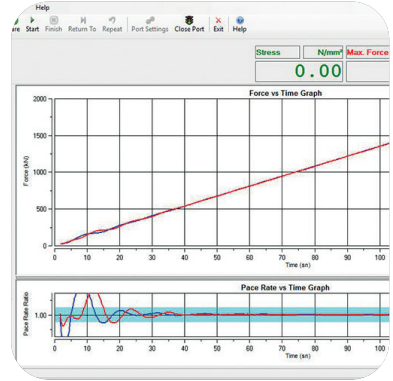 Help
are Start Finish Return To Repeat Port Settings Close Port Exit Help
Stress N/mm² Max. Force
0.00
Force vs Time Graph
2000
1500
1000
500
0
Force (kN)
0 10 20 30 40 50 60 70 80 90 100
Time (sn)
Pace Rate vs Time Graph
Pace Rate Ratio
1.00
0 10 20 30 40 50 60 70 80 90 100
Time (sn)